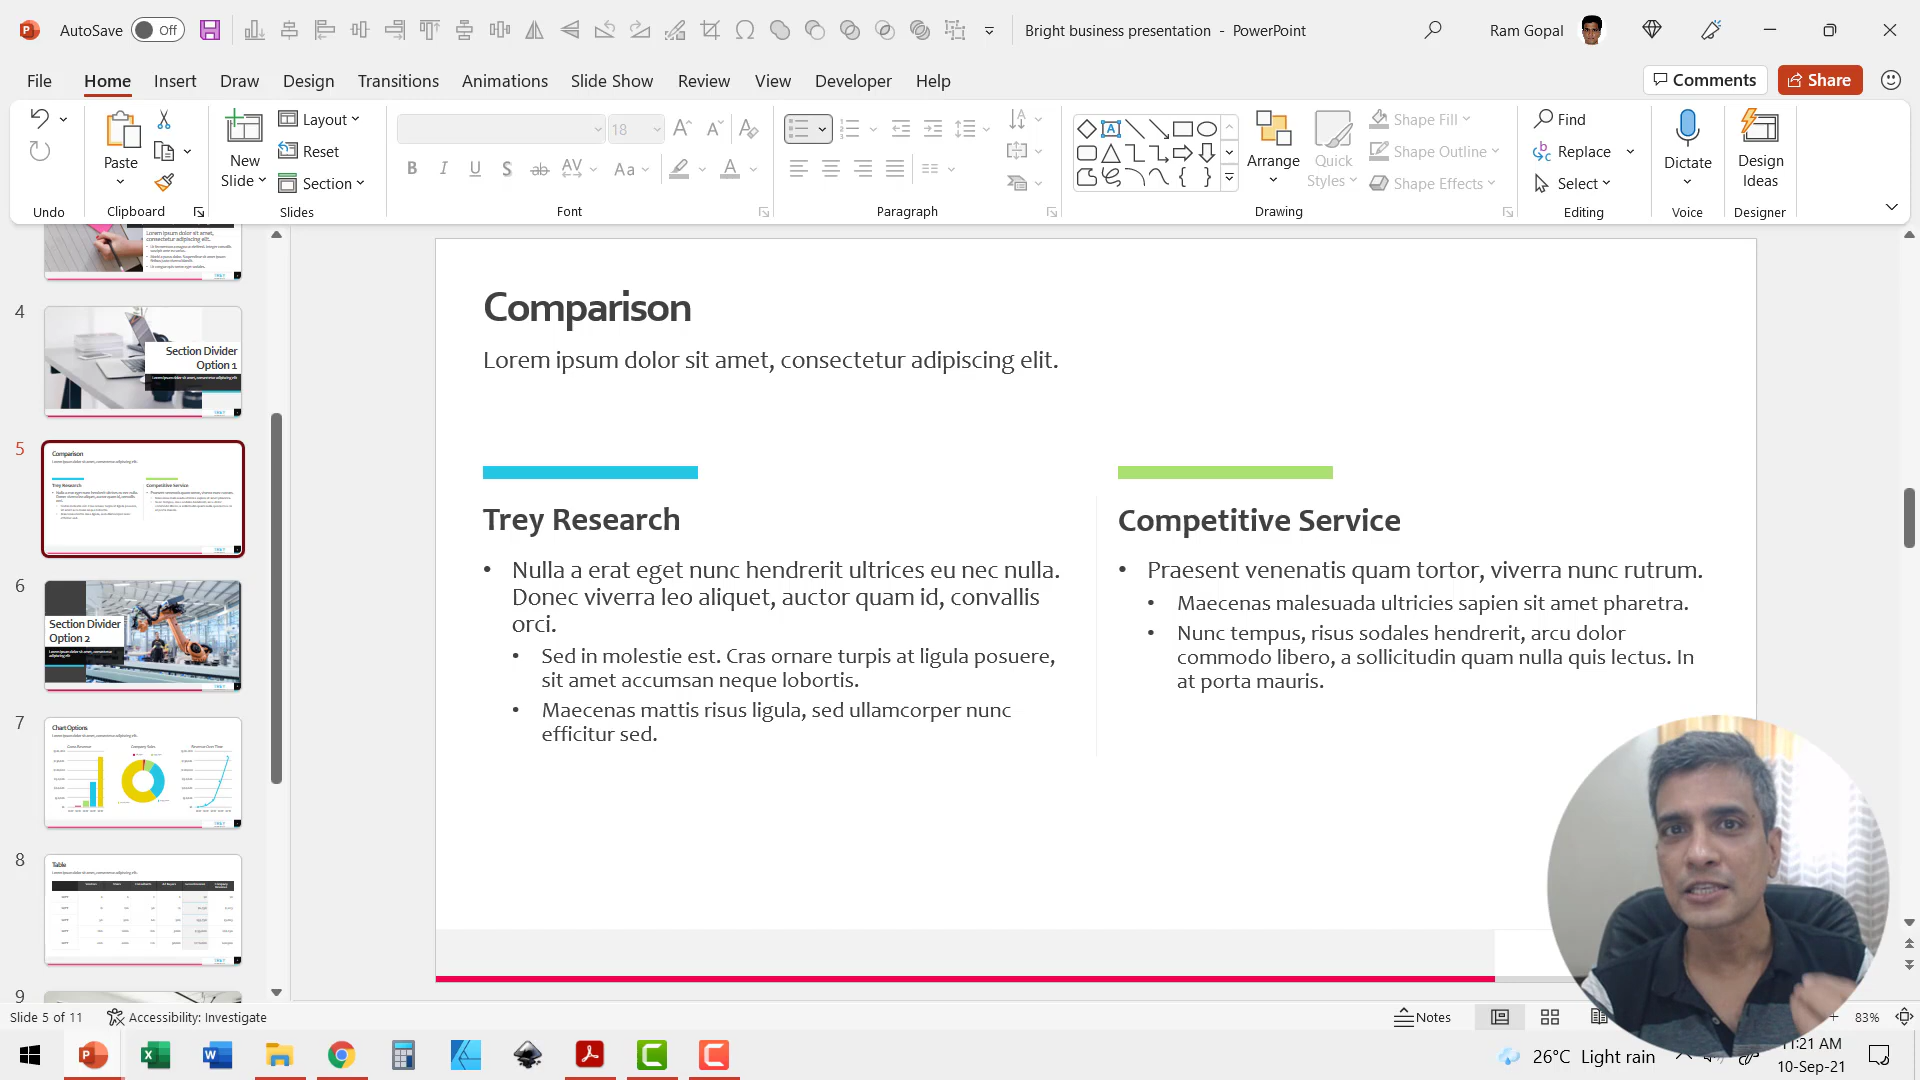 AutoSave Off Bright business presentation - PowerPoint Ram Gopal
File Home Insert Draw Design Transitions Animations Slide Show Review View Developer Help Comments Share
Undo
Paste
Clipboard
New Slide
Layout
Reset
Section
Slides
18
Font
Paragraph
Arrange
Quick Styles
Shape Fill
Shape Outline
Shape Effects
Drawing
Find
Replace
Select
Editing
Dictate
Voice
Design Ideas
Designer
4
Section Divider
Option 1
5
Comparison
Trey Research
Competitive Service
6
Section Divider
Option 2
7
Chart Options
8
Table
9
Comparison
Lorem ipsum dolor sit amet, consectetur adipiscing elit.
Trey Research
• Nulla a erat eget nunc hendrerit ultrices eu nec nulla.
Donec viverra leo aliquet, auctor quam id, convallis
orci.
• Sed in molestie est. Cras ornare turpis at ligula posuere,
sit amet accumsan neque lobortis.
• Maecenas mattis risus ligula, sed ullamcorper nunc
efficitur sed.
Competitive Service
• Praesent venenatis quam tortor, viverra nunc rutrum.
• Maecenas malesuada ultricies sapien sit amet pharetra.
• Nunc tempus, risus sodales hendrerit, arcu dolor
commodo libero, a sollicitudin quam nulla quis lectus. In
at porta mauris.
Slide 5 of 11 Accessibility: Investigate Notes 83%
26°C Light rain
11:21 AM
10-Sep-21